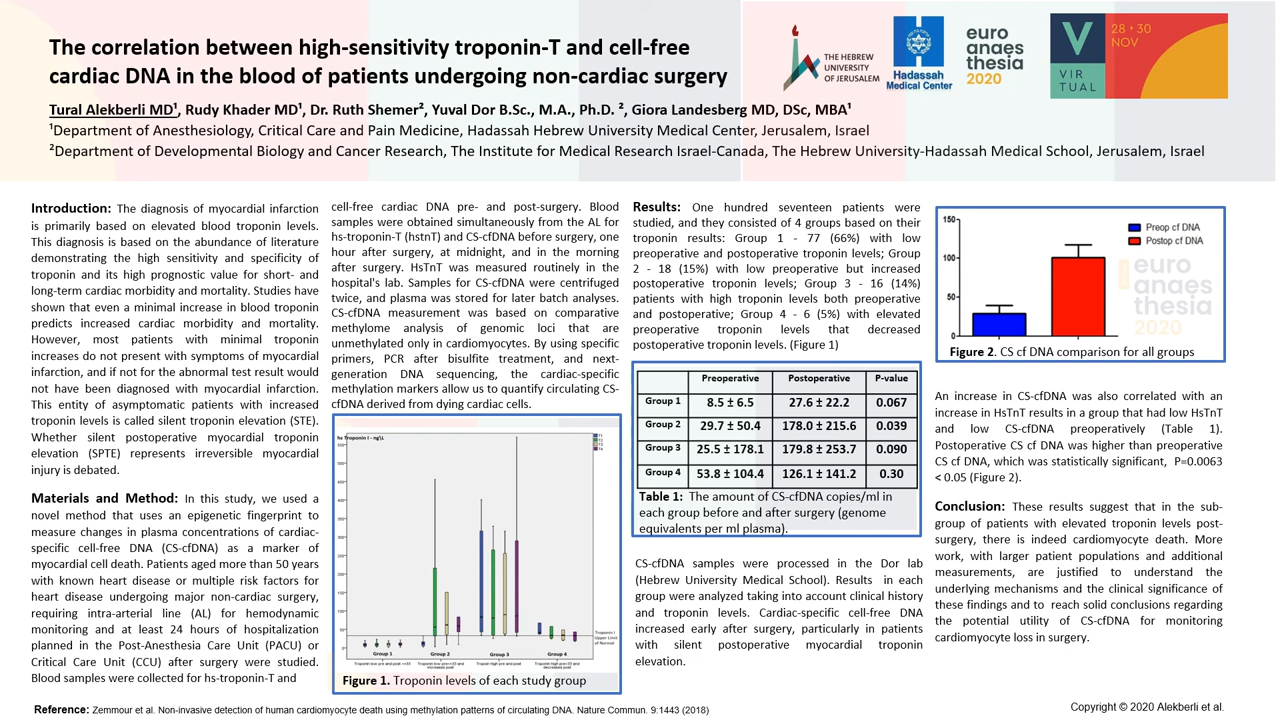 The correlation between high-sensitivity troponin-T and cell-free
cardiac DNA in the blood of patients undergoing non-cardiac surgery
Tural Alekberli MD¹, Rudy Khader MD¹, Dr. Ruth Shemer², Yuval Dor B.Sc., M.A., Ph.D. ², Giora Landesberg MD, DSc, MBA¹
¹Department of Anesthesiology, Critical Care and Pain Medicine, Hadassah Hebrew University Medical Center, Jerusalem, Israel
²Department of Developmental Biology and Cancer Research, The Institute for Medical Research Israel-Canada, The Hebrew University-Hadassah Medical School, Jerusalem, Israel
THE HEBREW
UNIVERSITY
OF JERUSALEM
Hadassah
Medical Center
euro
anaes
thesia
2020
V
VIR
TUAL
28 • 30
NOV
Introduction: The diagnosis of myocardial infarction
is primarily based on elevated blood troponin levels.
This diagnosis is based on the abundance of literature
demonstrating the high sensitivity and specificity of
troponin and its high prognostic value for short- and
long-term cardiac morbidity and mortality. Studies have
shown that even a minimal increase in blood troponin
predicts increased cardiac morbidity and mortality.
However, most patients with minimal troponin
increases do not present with symptoms of myocardial
infarction, and if not for the abnormal test result would
not have been diagnosed with myocardial infarction.
This entity of asymptomatic patients with increased
troponin levels is called silent troponin elevation (STE).
Whether silent postoperative myocardial troponin
elevation (SPTE) represents irreversible myocardial
injury is debated.
Materials and Method: In this study, we used a
novel method that uses an epigenetic fingerprint to
measure changes in plasma concentrations of cardiac-
specific cell-free DNA (CS-cfDNA) as a marker of
myocardial cell death. Patients aged more than 50 years
with known heart disease or multiple risk factors for
heart disease undergoing major non-cardiac surgery,
requiring intra-arterial line (AL) for hemodynamic
monitoring and at least 24 hours of hospitalization
planned in the Post-Anesthesia Care Unit (PACU) or
Critical Care Unit (CCU) after surgery were studied.
Blood samples were collected for hs-troponin-T and
cell-free cardiac DNA pre- and post-surgery. Blood
samples were obtained simultaneously from the AL for
hs-troponin-T (hstnT) and CS-cfDNA before surgery, one
hour after surgery, at midnight, and in the morning
after surgery. HsTnT was measured routinely in the
hospital's lab. Samples for CS-cfDNA were centrifuged
twice, and plasma was stored for later batch analyses.
CS-cfDNA measurement was based on comparative
methylome analysis of genomic loci that are
unmethylated only in cardiomyocytes. By using specific
primers, PCR after bisulfite treatment, and next-
generation DNA sequencing, the cardiac-specific
methylation markers allow us to quantify circulating CS-
cfDNA derived from dying cardiac cells.
hs Troponin I - ng\L
Troponin I
Upper Limit
of Normal
Group 1
Group 2
Group 3
Group 4
Figure 1. Troponin levels of each study group
Results: One hundred seventeen patients were
studied, and they consisted of 4 groups based on their
troponin results: Group 1 - 77 (66%) with low
preoperative and postoperative troponin levels; Group
2 - 18 (15%) with low preoperative but increased
postoperative troponin levels; Group 3 - 16 (14%)
patients with high troponin levels both preoperative
and postoperative; Group 4 - 6 (5%) with elevated
preoperative troponin levels that decreased
postoperative troponin levels. (Figure 1)
Preoperative Postoperative P-value
Group 1 8.5 ± 6.5 27.6 ± 22.2 0.067
Group 2 29.7 ± 50.4 178.0 ± 215.6 0.039
Group 3 25.5 ± 178.1 179.8 ± 253.7 0.090
Group 4 53.8 ± 104.4 126.1 ± 141.2 0.30
Table 1: The amount of CS-cfDNA copies/ml in
each group before and after surgery (genome
equivalents per ml plasma).
CS-cfDNA samples were processed in the Dor lab
(Hebrew University Medical School). Results in each
group were analyzed taking into account clinical history
and troponin levels. Cardiac-specific cell-free DNA
increased early after surgery, particularly in patients
with silent postoperative myocardial troponin
elevation.
150
100
50
0
Preop cf DNA
Postop cf DNA
euro
anaes
thesia
2020
Figure 2. CS cf DNA comparison for all groups
An increase in CS-cfDNA was also correlated with an
increase in HsTnT results in a group that had low HsTnT
and low CS-cfDNA preoperatively (Table 1).
Postoperative CS cf DNA was higher than preoperative
CS cf DNA, which was statistically significant, P=0.0063
< 0.05 (Figure 2).
Conclusion: These results suggest that in the sub-
group of patients with elevated troponin levels post-
surgery, there is indeed cardiomyocyte death. More
work, with larger patient populations and additional
measurements, are justified to understand the
underlying mechanisms and the clinical significance of
these findings and to reach solid conclusions regarding
the potential utility of CS-cfDNA for monitoring
cardiomyocyte loss in surgery.
Reference: Zemmour et al. Non-invasive detection of human cardiomyocyte death using methylation patterns of circulating DNA. Nature Commun. 9:1443 (2018)
Copyright © 2020 Alekberli et al.